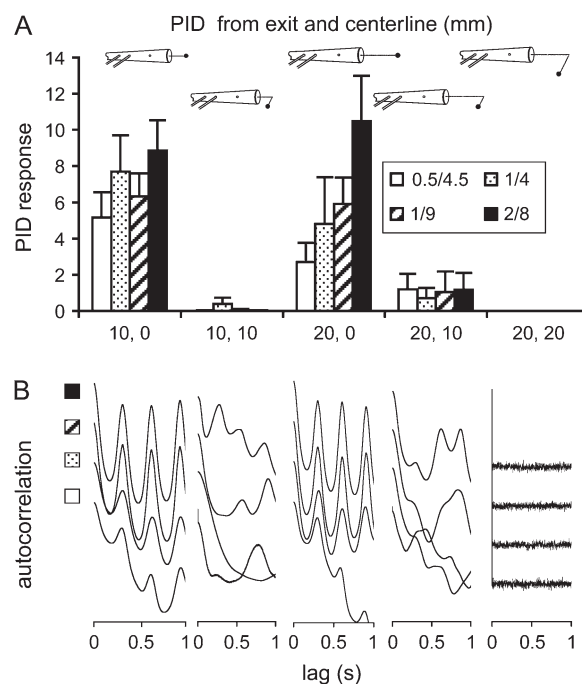 A
PID from exit and centerline (mm)
PID response
14
12
10
8
6
4
2
0
0.5/4.5
1/4
1/9
2/8
10, 0
10, 10
20, 0
20, 10
20, 20
B
autocorrelation
0 0.5 1 0 0.5 1 0 0.5 1 0 0.5 1 0 0.5 1
lag (s)